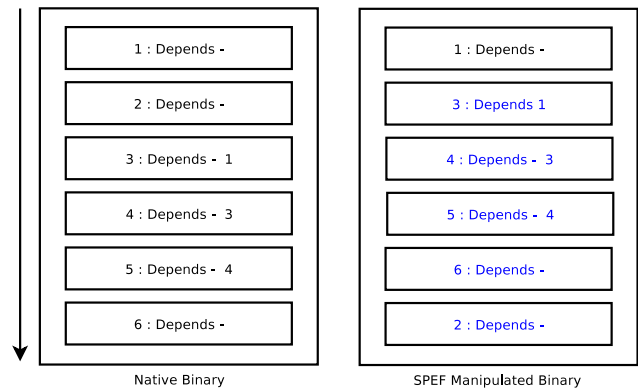 1 : Depends -
2 : Depends -
3 : Depends - 1
4 : Depends - 3
5 : Depends - 4
6 : Depends -
Native Binary
1 : Depends -
3 : Depends 1
4 : Depends - 3
5 : Depends - 4
6 : Depends -
2 : Depends -
SPEF Manipulated Binary